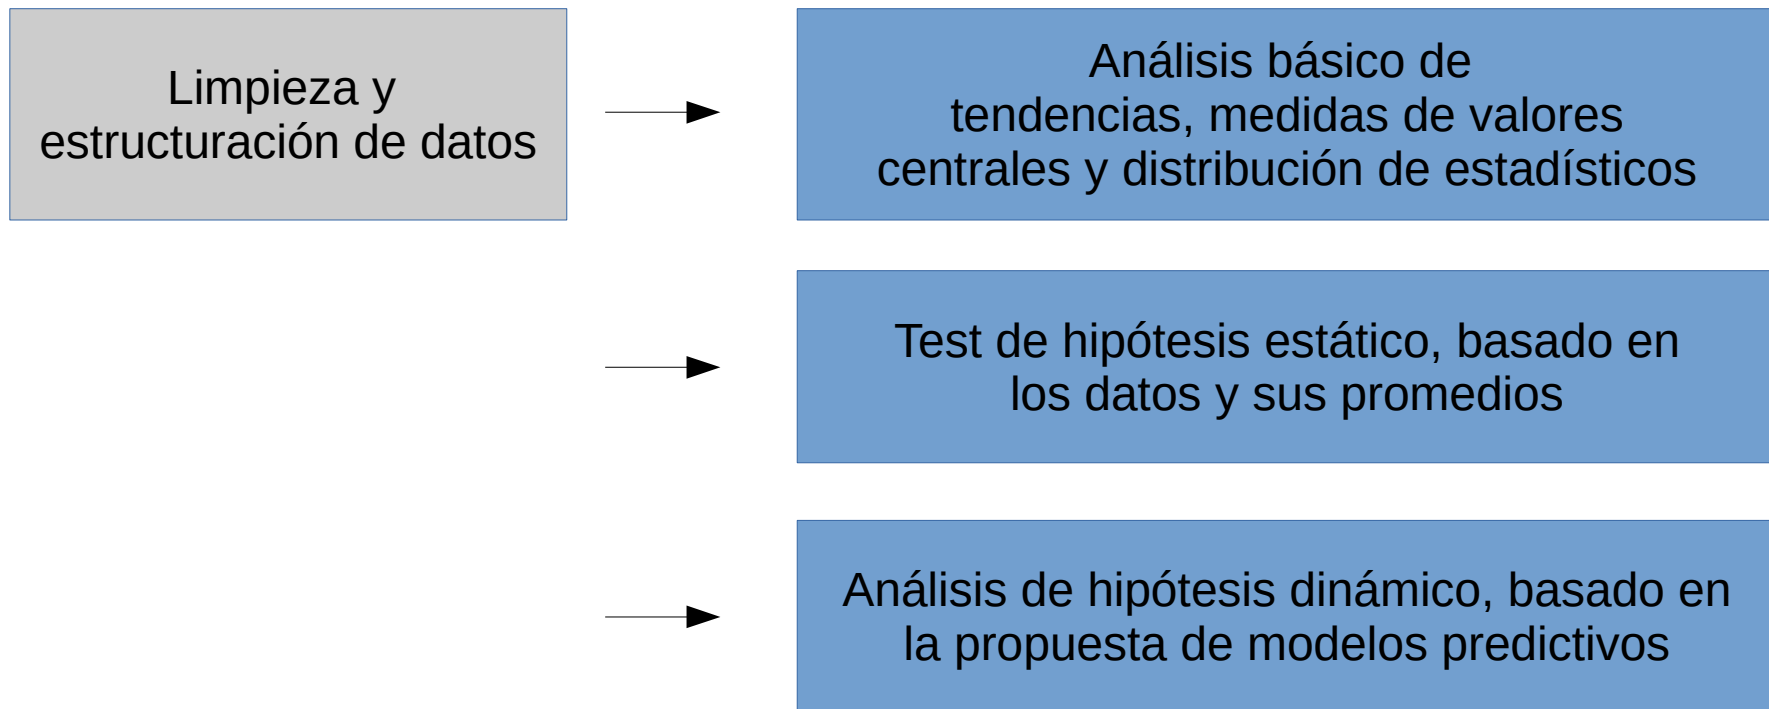 Limpieza y
estructuración de datos
Análisis básico de
tendencias, medidas de valores
centrales y distribución de estadísticos
Test de hipótesis estático, basado en
los datos y sus promedios
Análisis de hipótesis dinámico, basado en
la propuesta de modelos predictivos